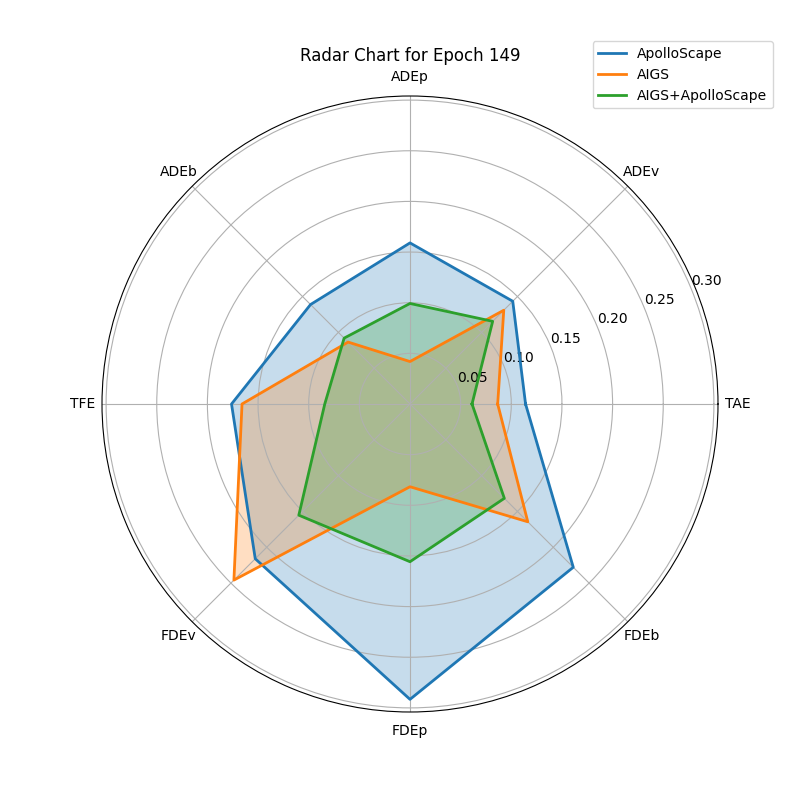 Radar Chart for Epoch 149
ApolloScape
AIGS
AIGS+ApolloScape
ADEp
ADEb
ADEv
0.30
0.25
0.20
0.15
0.10
0.05
TFE
TAE
FDEv
FDEb
FDEp